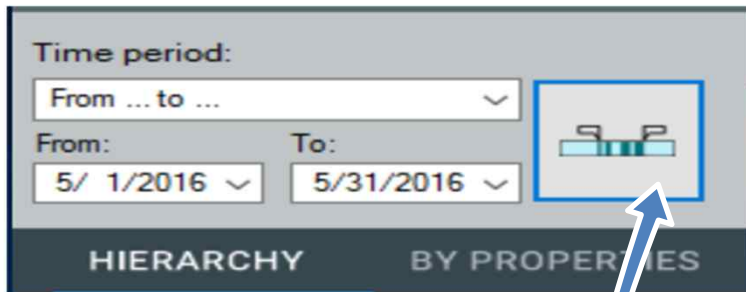 Time period:
From ... to ...
From: To:
5/ 1/2016 5/31/2016
HIERARCHY BY PROPERTIES